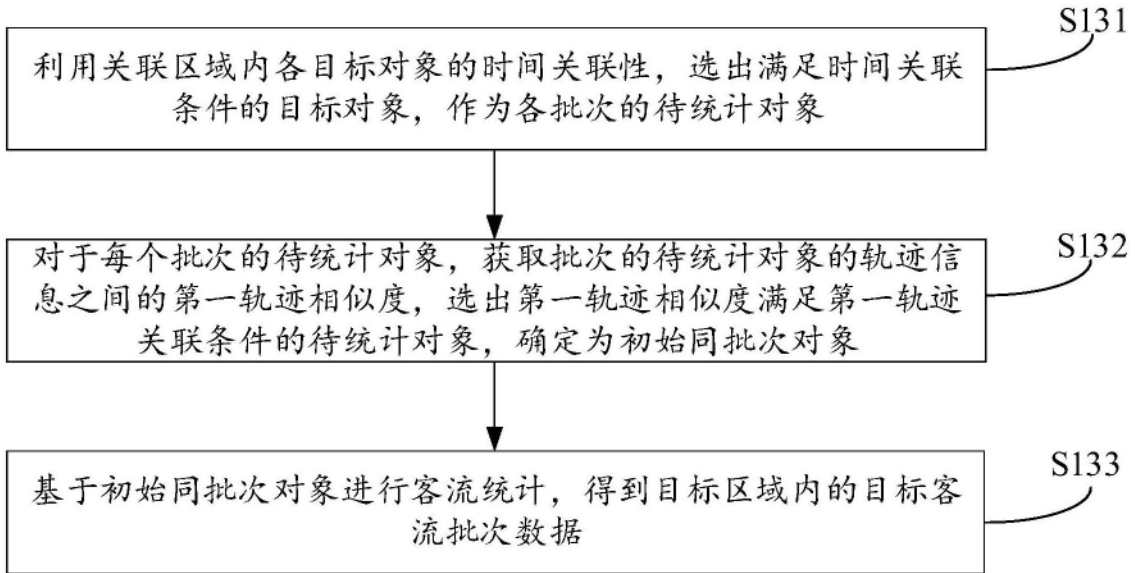 S131
利用关联区域内各目标对象的时间关联性，选出满足时间关联
条件的目标对象，作为各批次的待统计对象
S132
对于每个批次的待统计对象，获取批次的待统计对象的轨迹信
息之间的第一轨迹相似度，选出第一轨迹相似度满足第一轨迹
关联条件的待统计对象，确定为初始同批次对象
S133
基于初始同批次对象进行客流统计，得到目标区域内的目标客
流批次数据